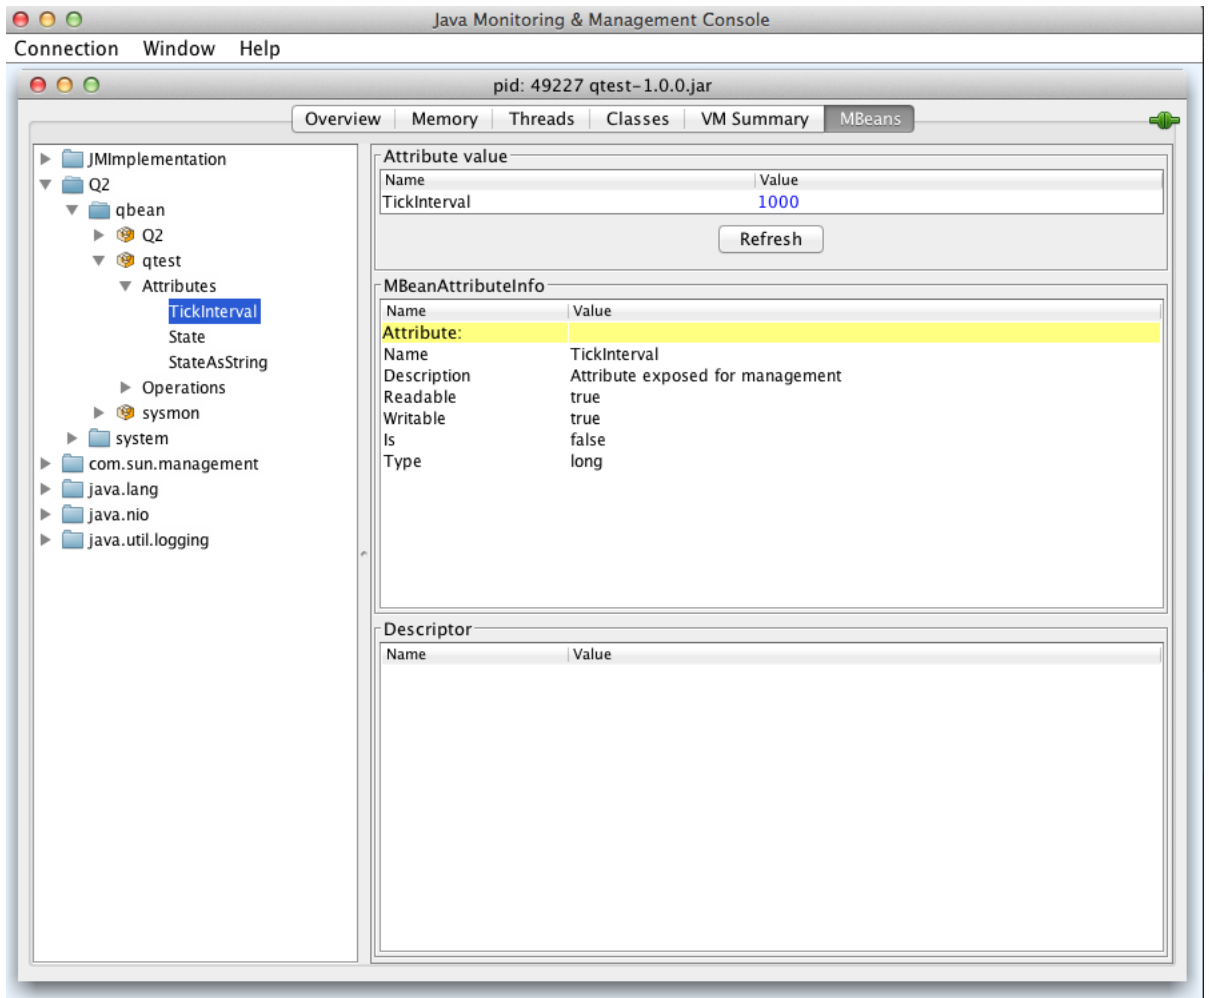 Java Monitoring & Management Console
Connection Window Help
pid: 49227 qtest-1.0.0.jar
Overview Memory Threads Classes VM Summary MBeans
JMImplementation
Q2
qbean
Q2
qtest
Attributes
TickInterval
State
StateAsString
Operations
sysmon
system
com.sun.management
java.lang
java.nio
java.util.logging
Attribute value
Name Value
TickInterval 1000
Refresh
MBeanAttributeInfo
Name Value
Attribute:
Name TickInterval
Description Attribute exposed for management
Readable true
Writable true
Is false
Type long
Descriptor
Name Value